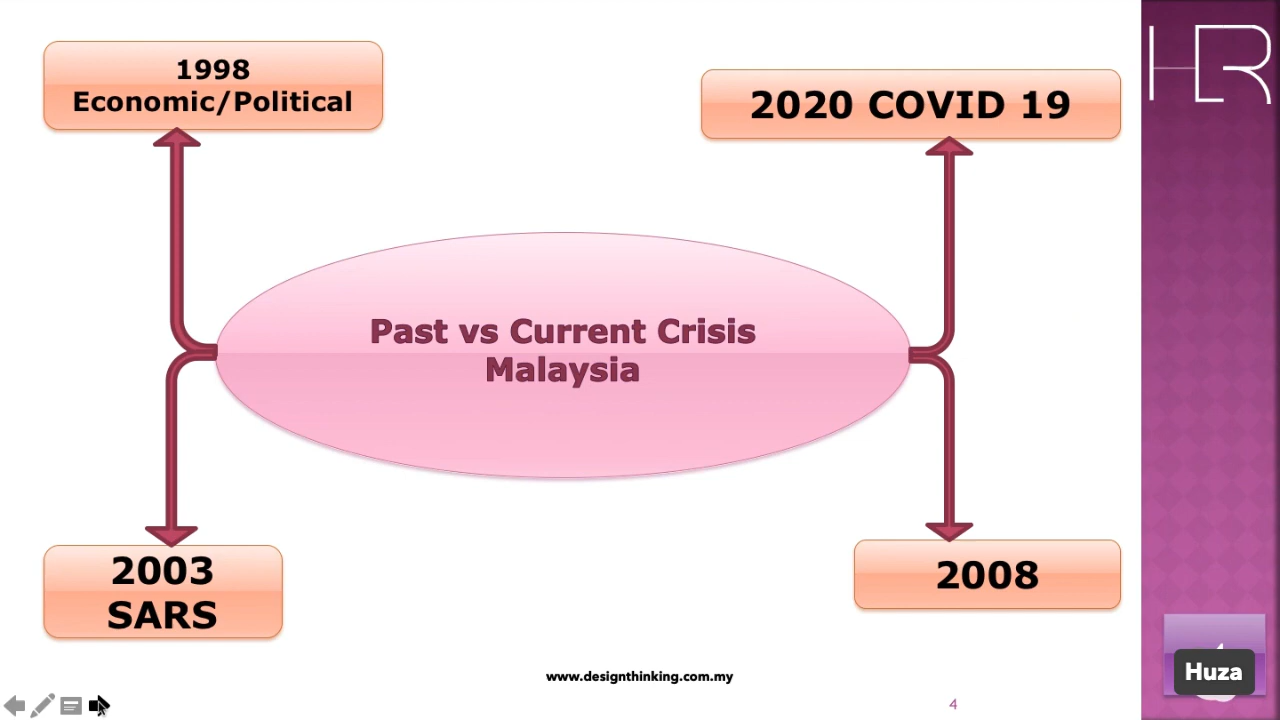 1998
Economic/Political
2020 COVID 19
HR
Past vs Current Crisis
Malaysia
2003
SARS
2008
www.designthinking.com.my
4
Huza